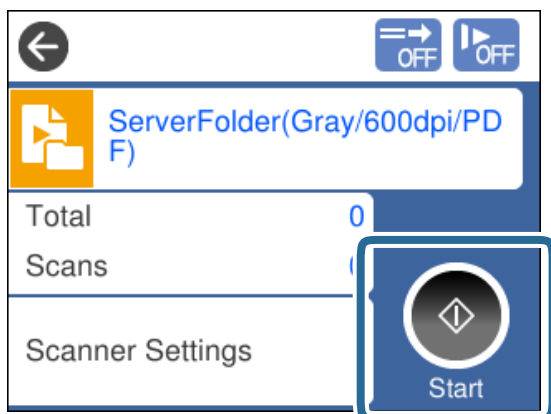 OFF
OFF
ServerFolder(Gray/600dpi/PD
F)
Total 0
Scans
Scanner Settings
Start